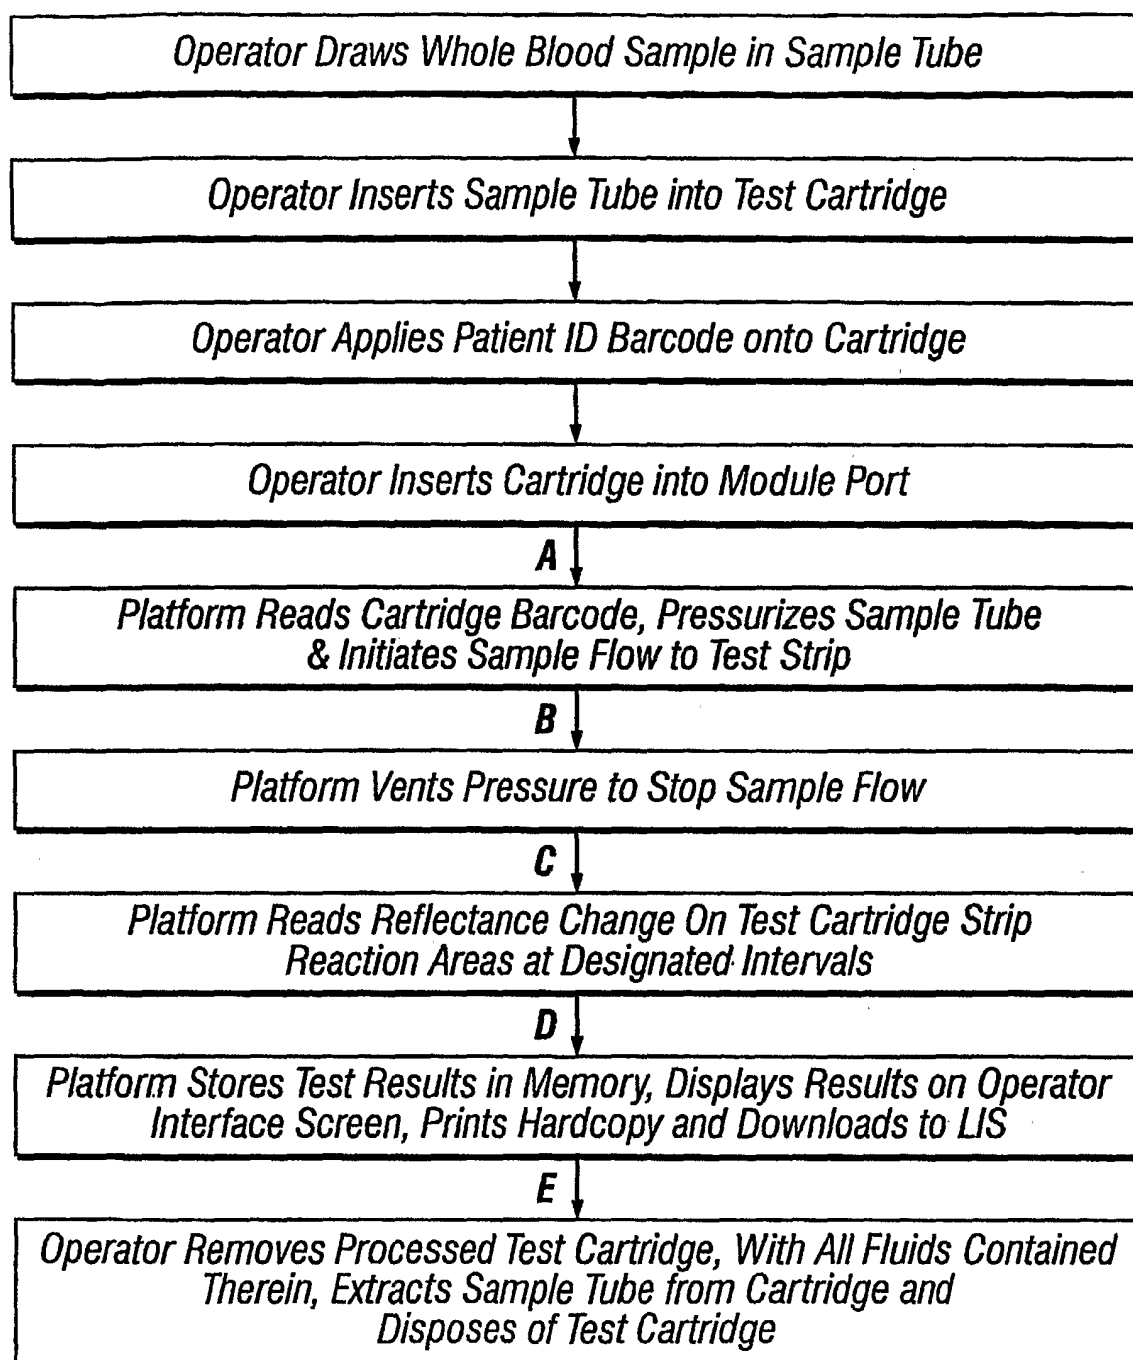 Operator Draws Whole Blood Sample in Sample Tube
Operator Inserts Sample Tube into Test Cartridge
Operator Applies Patient ID Barcode onto Cartridge
Operator Inserts Cartridge into Module Port
A
Platform Reads Cartridge Barcode, Pressurizes Sample Tube
& Initiates Sample Flow to Test Strip
B
Platform Vents Pressure to Stop Sample Flow
C
Platform Reads Reflectance Change On Test Cartridge Strip
Reaction Areas at Designated Intervals
D
Platform Stores Test Results in Memory, Displays Results on Operator
Interface Screen, Prints Hardcopy and Downloads to LIS
E
Operator Removes Processed Test Cartridge, With All Fluids Contained
Therein, Extracts Sample Tube from Cartridge and
Disposes of Test Cartridge